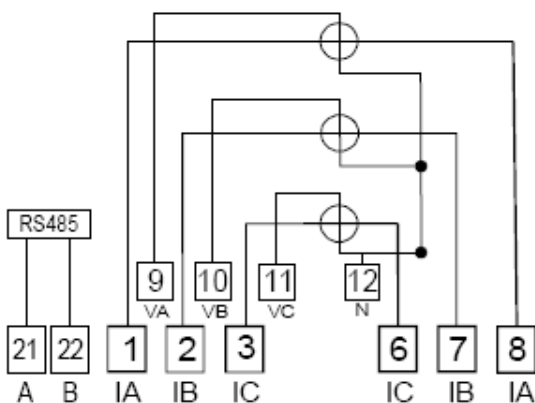 RS485
9 10 11 12
VA VB VC N
21 22 1 2 3 6 7 8
A B IA IB IC IC IB IA